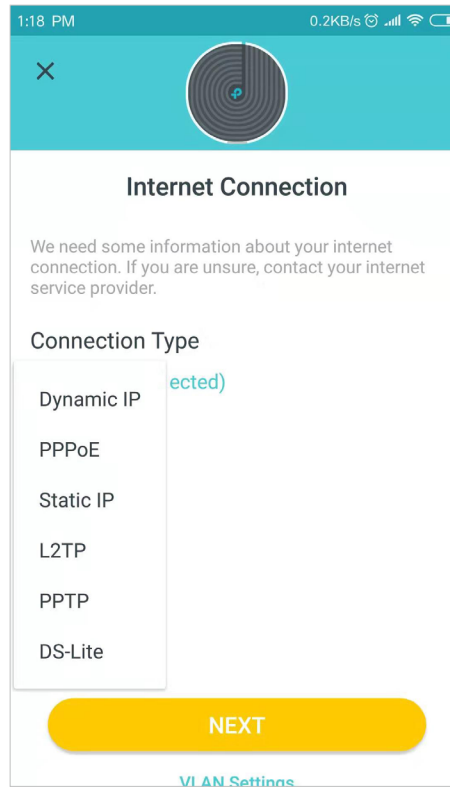 1:18 PM 0.2KB/s
Internet Connection
We need some information about your internet
connection. If you are unsure, contact your internet
service provider.
Connection Type
ected)
Dynamic IP
PPPoE
Static IP
L2TP
PPTP
DS-Lite
NEXT
VLAN Settings